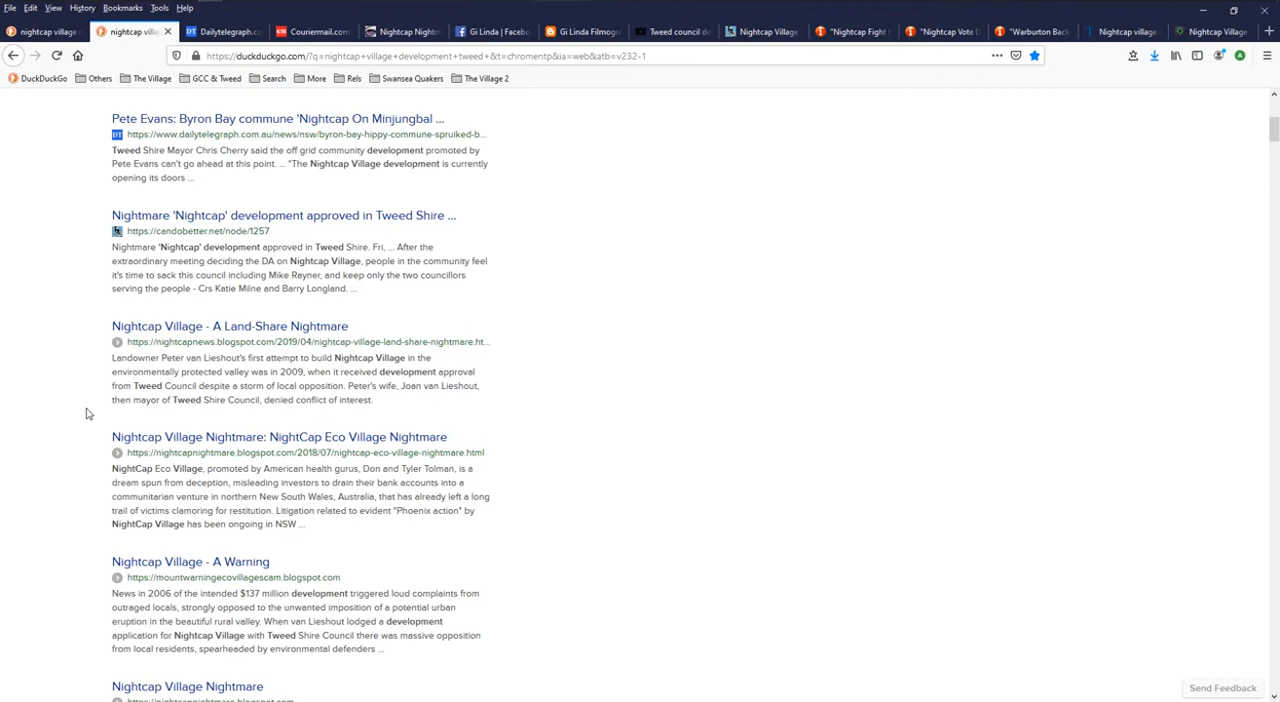 File Edit View History Bookmarks Tools Help
nightcap village nightcap villa Dailytelegraph.co Couriermail.com Nightcap Nightm Gi Linda | Facebo Gi Linda Filmogr Tweed council de Nightcap Village "Nightcap Fight "Nightcap Vote D "Warburton Back Nightcap village Nightcap Village
https://duckduckgo.com/?q=nightcap+village+development+tweed+&t=chromentp&ia=web&atb=v232-1
DuckDuckGo Others The Village GCC & Tweed Search More Rels Swansea Quakers The Village 2
Pete Evans: Byron Bay commune 'Nightcap On Minjungbal ...
DT https://www.dailytelegraph.com.au/news/nsw/byron-bay-hippy-commune-spruiked-b...
Tweed Shire Mayor Chris Cherry said the off grid community development promoted by
Pete Evans can't go ahead at this point. ... "The Nightcap Village development is currently
opening its doors ...
Nightmare 'Nightcap' development approved in Tweed Shire ...
https://candobetter.net/node/1257
Nightmare 'Nightcap' development approved in Tweed Shire. Fri, ... After the
extraordinary meeting deciding the DA on Nightcap Village, people in the community feel
it's time to sack this council including Mike Rayner, and keep only the two councillors
serving the people - Crs Katie Milne and Barry Longland. ...
Nightcap Village - A Land-Share Nightmare
https://nightcapnews.blogspot.com/2019/04/nightcap-village-land-share-nightmare.ht...
Landowner Peter van Lieshout's first attempt to build Nightcap Village in the
environmentally protected valley was in 2009, when it received development approval
from Tweed Council despite a storm of local opposition. Peter's wife, Joan van Lieshout,
then mayor of Tweed Shire Council, denied conflict of interest.
Nightcap Village Nightmare: NightCap Eco Village Nightmare
https://nightcapnightmare.blogspot.com/2018/07/nightcap-eco-village-nightmare.html
NightCap Eco Village, promoted by American health gurus, Don and Tyler Tolman, is a
dream spun from deception, misleading investors to drain their bank accounts into a
communitarian venture in northern New South Wales, Australia, that has already left a long
trail of victims clamoring for restitution. Litigation related to evident "Phoenix action" by
NightCap Village has been ongoing in NSW ...
Nightcap Village - A Warning
https://mountwarningecovillagescam.blogspot.com
News in 2006 of the intended $137 million development triggered loud complaints from
outraged locals, strongly opposed to the unwanted imposition of a potential urban
eruption in the beautiful rural valley. When van Lieshout lodged a development
application for Nightcap Village with Tweed Shire Council there was massive opposition
from local residents, spearheaded by environmental defenders ...
Nightcap Village Nightmare
https://nightcapnightmare.blogspot.com
Send Feedback